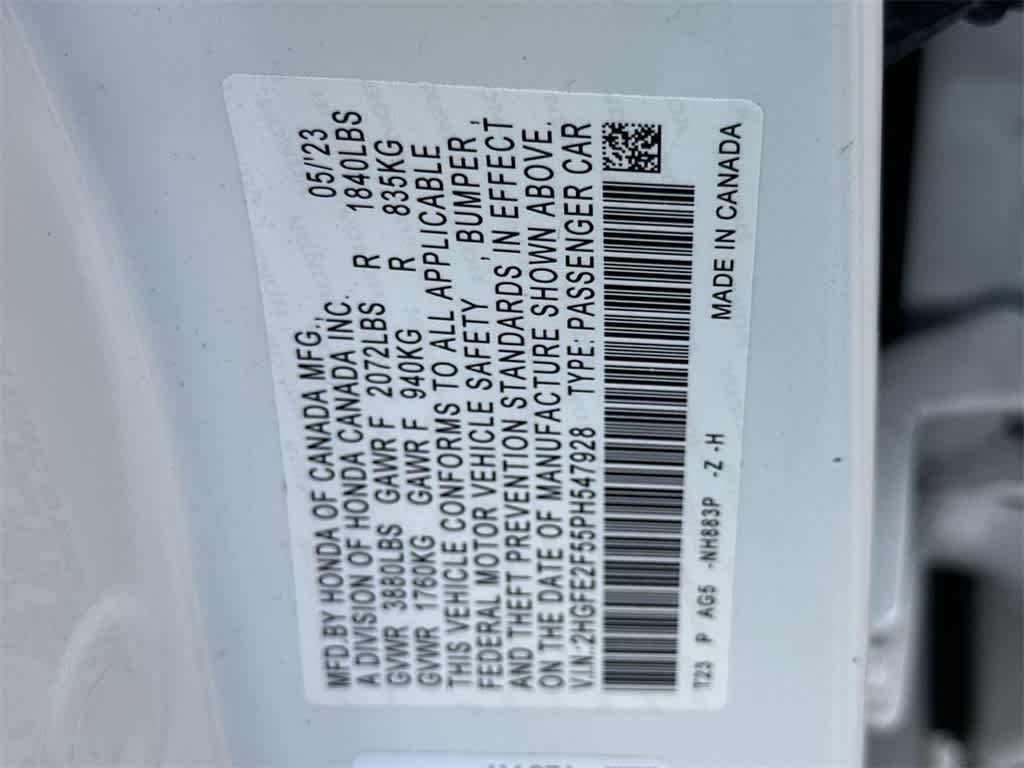 MFD.BY HONDA OF CANADA MFG., 05/'23
A DIVISION OF HONDA CANADA INC.
GVWR 3880LBS GAWR F 2072LBS R 1840LBS
GVWR 1760KG GAWR F 940KG R 835KG
THIS VEHICLE CONFORMS TO ALL APPLICABLE
FEDERAL MOTOR VEHICLE SAFETY , BUMPER ,
AND THEFT PREVENTION STANDARDS IN EFFECT
ON THE DATE OF MANUFACTURE SHOWN ABOVE.
V.I.N.:2HGFE2F55PH547928 TYPE: PASSENGER CAR
T23 P AG5 -NH883P -Z -H
MADE IN CANADA